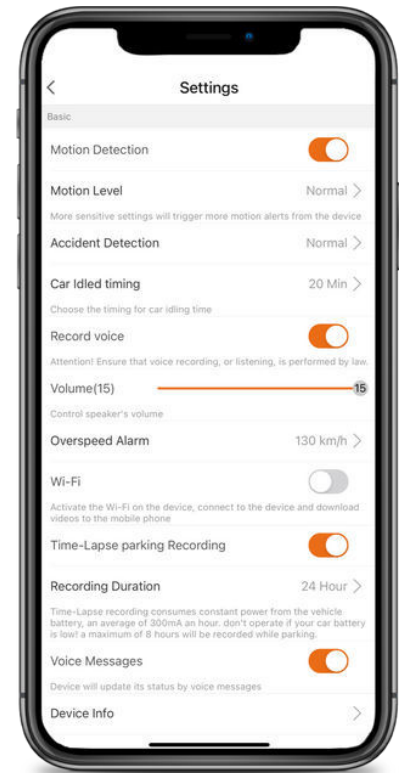 Settings
Basic
Motion Detection
Motion Level Normal
More sensitive settings will trigger more motion alerts from the device
Accident Detection Normal
Car Idled timing 20 Min
Choose the timing for car idling time
Record voice
Attention! Ensure that voice recording, or listening, is performed by law.
Volume(15) 15
Control speaker's volume
Overspeed Alarm 130 km/h
Wi-Fi
Activate the Wi-Fi on the device, connect to the device and download
videos to the mobile phone
Time-Lapse parking Recording
Recording Duration 24 Hour
Time-Lapse recording consumes constant power from the vehicle
battery, an average of 300mA an hour. don't operate if your car battery
is low! a maximum of 8 hours will be recorded while parking.
Voice Messages
Device will update its status by voice messages
Device Info